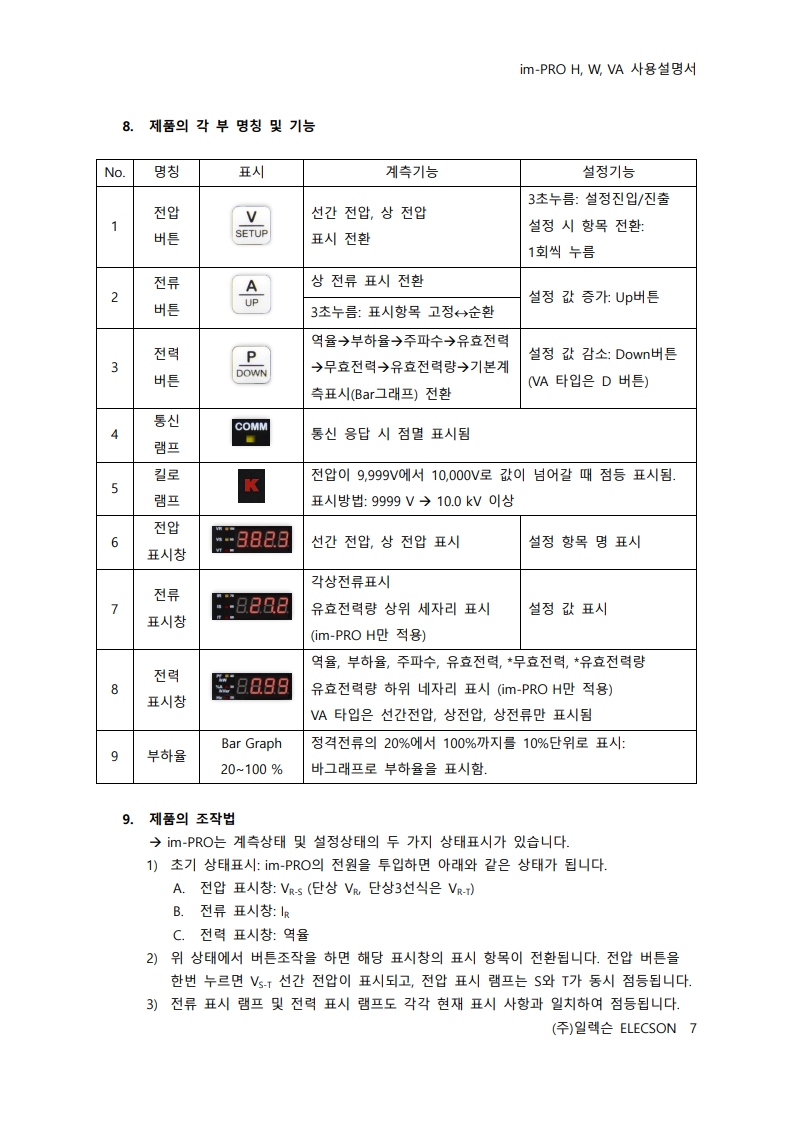 im-PRO H, W, VA 사용설명서
8. 제품의 각 부 명칭 및 기능
No. 명칭 표시 계측기능 설정기능
1 전압 버튼 V SETUP 선간 전압, 상 전압 표시 전환 3초누름: 설정진입/진출
설정 시 항목 전환:
1회씩 누름
2 전류 버튼 A UP 상 전류 표시 전환
3초누름: 표시항목 고정↔순환
설정 값 증가: Up버튼
3 전력 버튼 P DOWN 역율→부하율→주파수→유효전력
→무효전력→유효전력량→기본계
측표시(Bar그래프) 전환
설정 값 감소: Down버튼
(VA 타입은 D 버튼)
4 통신 램프 COMM 통신 응답 시 점멸 표시됨
5 킬로 램프 K 전압이 9,999V에서 10,000V로 값이 넘어갈 때 점등 표시됨.
표시방법: 9999 V → 10.0 kV 이상
6 전압 표시창 382.3 선간 전압, 상 전압 표시 설정 항목 명 표시
7 전류 표시창 27.2 각상전류표시
유효전력량 상위 세자리 표시
(im-PRO H만 적용)
설정 값 표시
8 전력 표시창 0.93 역율, 부하율, 주파수, 유효전력, *무효전력, *유효전력량
유효전력량 하위 네자리 표시 (im-PRO H만 적용)
VA 타입은 선간전압, 상전압, 상전류만 표시됨
9 부하율 Bar Graph
20~100 %
정격전류의 20%에서 100%까지를 10%단위로 표시:
바그래프로 부하율을 표시함.
9. 제품의 조작법
→ im-PRO는 계측상태 및 설정상태의 두 가지 상태표시가 있습니다.
1) 초기 상태표시: im-PRO의 전원을 투입하면 아래와 같은 상태가 됩니다.
A. 전압 표시창: VR-S (단상 VR, 단상3선식은 VR-T)
B. 전류 표시창: IR
C. 전력 표시창: 역율
2) 위 상태에서 버튼조작을 하면 해당 표시창의 표시 항목이 전환됩니다. 전압 버튼을
한번 누르면 VS-T 선간 전압이 표시되고, 전압 표시 램프는 S와 T가 동시 점등됩니다.
3) 전류 표시 램프 및 전력 표시 램프도 각각 현재 표시 사항과 일치하여 점등됩니다.
(주)일렉슨 ELECSON 7